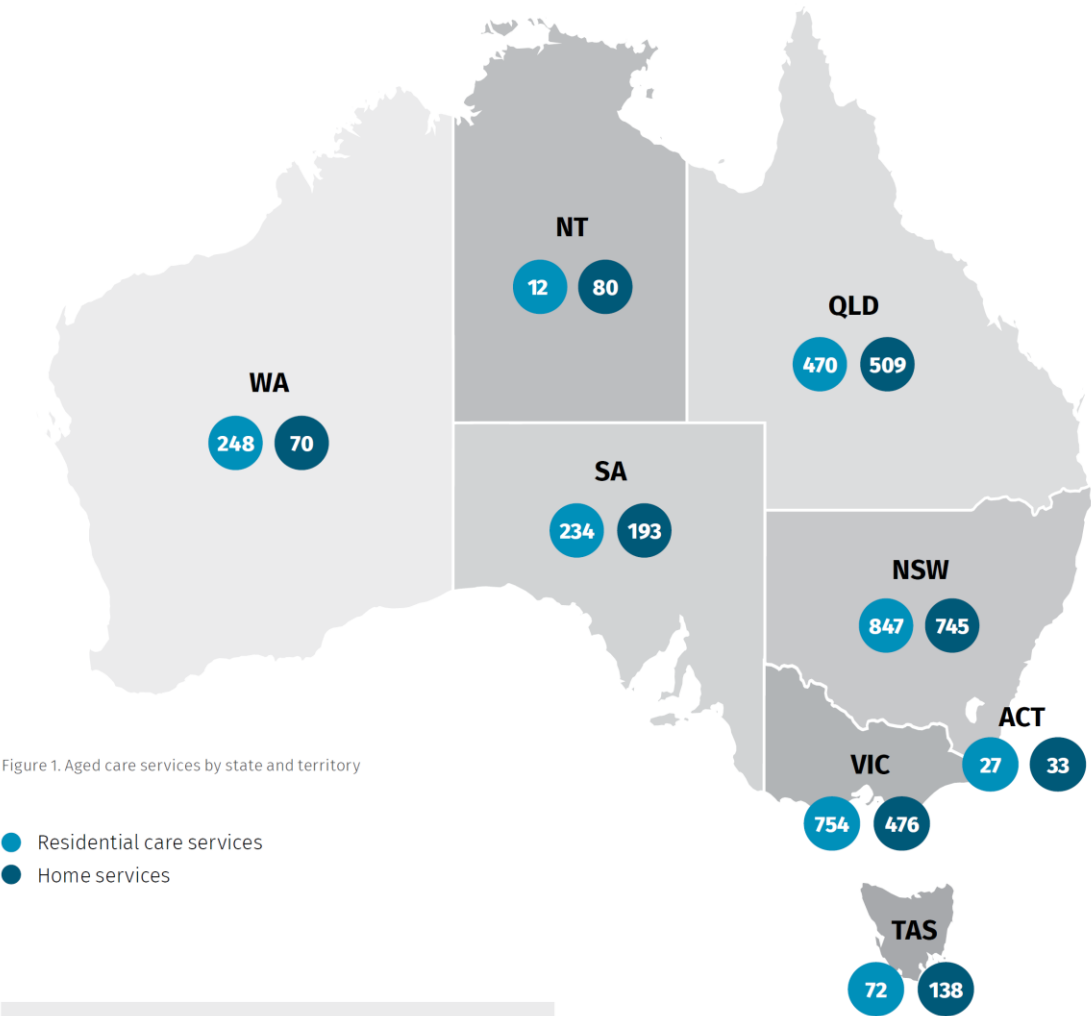 NT
12 80
QLD
470 509
WA
248 70
SA
234 193
NSW
847 745
ACT
27 33
VIC
754 476
Figure 1. Aged care services by state and territory
Residential care services
Home services
TAS
72 138